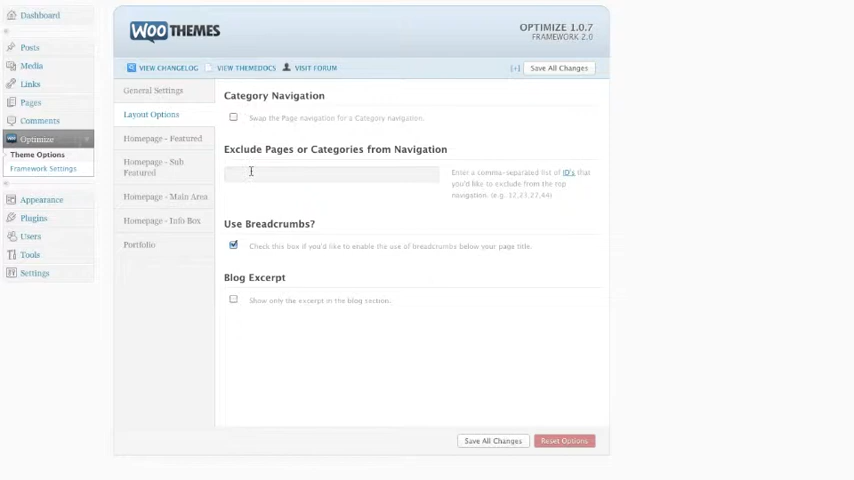 Dashboard
Posts
Media
Links
Pages
Comments
Optimize
Theme Options
Framework Settings
Appearance
Plugins
Users
Tools
Settings
WOOTHEMES
OPTIMIZE 1.0.7
FRAMEWORK 2.0
VIEW CHANGELOG VIEW THEMEDOCS VISIT FORUM
[+] Save All Changes
General Settings
Layout Options
Homepage - Featured
Homepage - Sub
Featured
Homepage - Main Area
Homepage - Info Box
Portfolio
Category Navigation
Swap the Page navigation for a Category navigation.
Exclude Pages or Categories from Navigation
Enter a comma-separated list of ID's that
you'd like to exclude from the top
navigation. (e.g. 12,23,27,44)
Use Breadcrumbs?
Check this box if you'd like to enable the use of breadcrumbs below your page title.
Blog Excerpt
Show only the excerpt in the blog section.
Save All Changes Reset Options